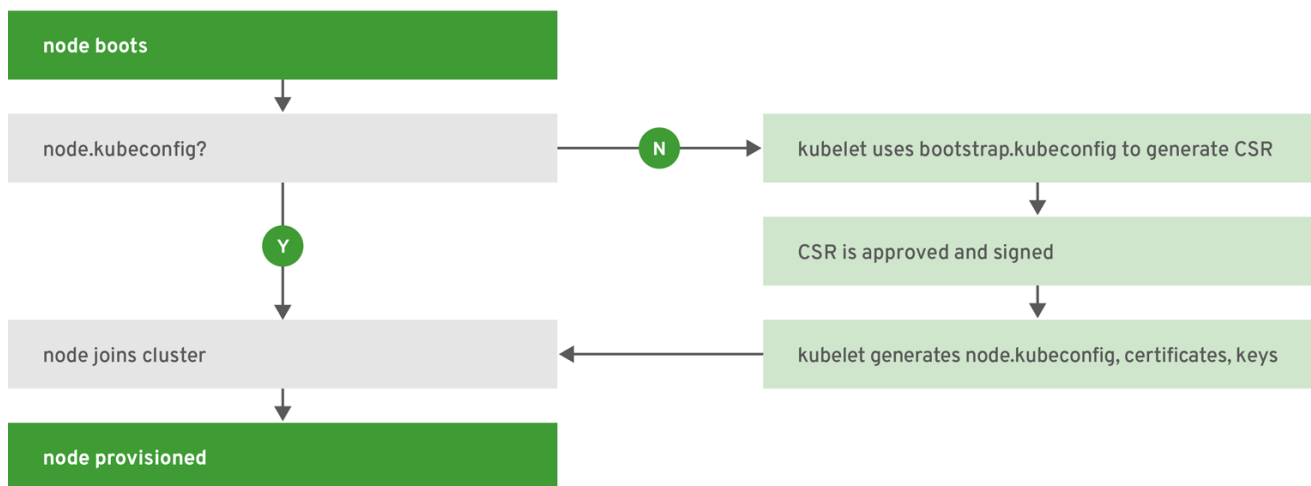 node boots
node.kubeconfig?
N
kubelet uses bootstrap.kubeconfig to generate CSR
Y
CSR is approved and signed
node joins cluster
kubelet generates node.kubeconfig, certificates, keys
node provisioned